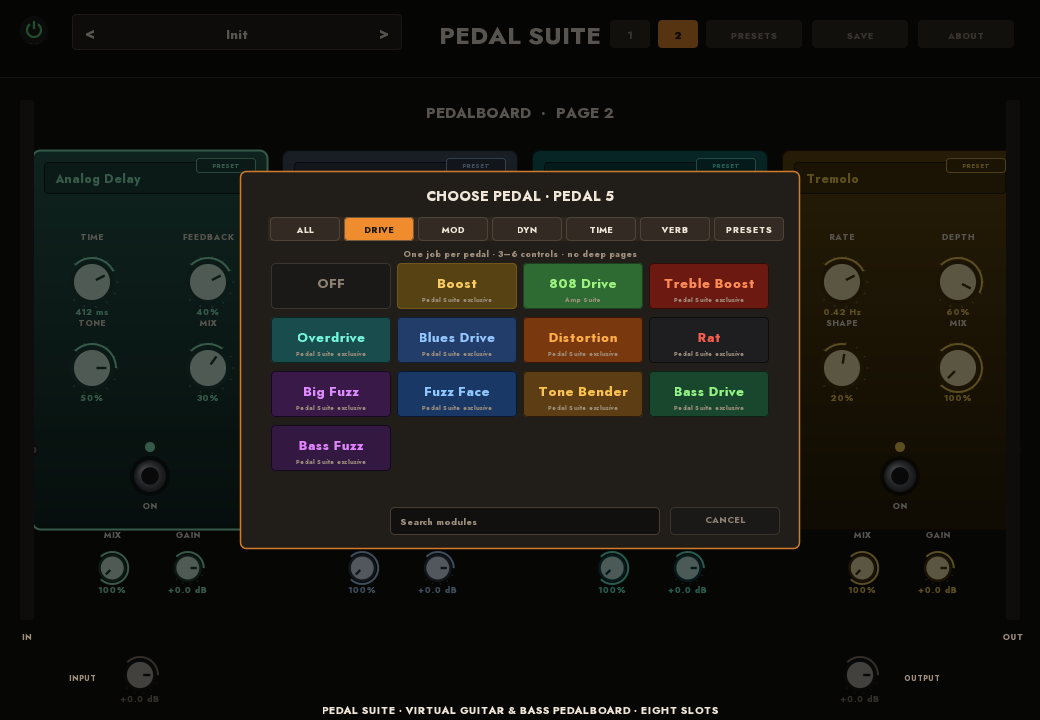 < Init >
PEDAL SUITE
1
2
PRESETS
SAVE
ABOUT
PEDALBOARD · PAGE 2
PRESET
PRESET
PRESET
PRESET
Analog Delay
Tremolo
CHOOSE PEDAL · PEDAL 5
ALL
DRIVE
MOD
DYN
TIME
VERB
PRESETS
One job per pedal · 3–6 controls · no deep pages
OFF
Boost
Pedal Suite exclusive
808 Drive
Amp Suite
Treble Boost
Pedal Suite exclusive
Overdrive
Pedal Suite exclusive
Blues Drive
Pedal Suite exclusive
Distortion
Pedal Suite exclusive
Rat
Pedal Suite exclusive
Big Fuzz
Pedal Suite exclusive
Fuzz Face
Pedal Suite exclusive
Tone Bender
Pedal Suite exclusive
Bass Drive
Pedal Suite exclusive
Bass Fuzz
Pedal Suite exclusive
Search modules
CANCEL
TIME
FEEDBACK
412 ms
40%
TONE
MIX
50%
30%
ON
RATE
DEPTH
0.42 Hz
60%
SHAPE
MIX
20%
100%
ON
MIX
GAIN
100%
+0.0 dB
100%
+0.0 dB
100%
+0.0 dB
MIX
GAIN
100%
+0.0 dB
IN
OUT
INPUT
+0.0 dB
OUTPUT
+0.0 dB
PEDAL SUITE · VIRTUAL GUITAR & BASS PEDALBOARD · EIGHT SLOTS